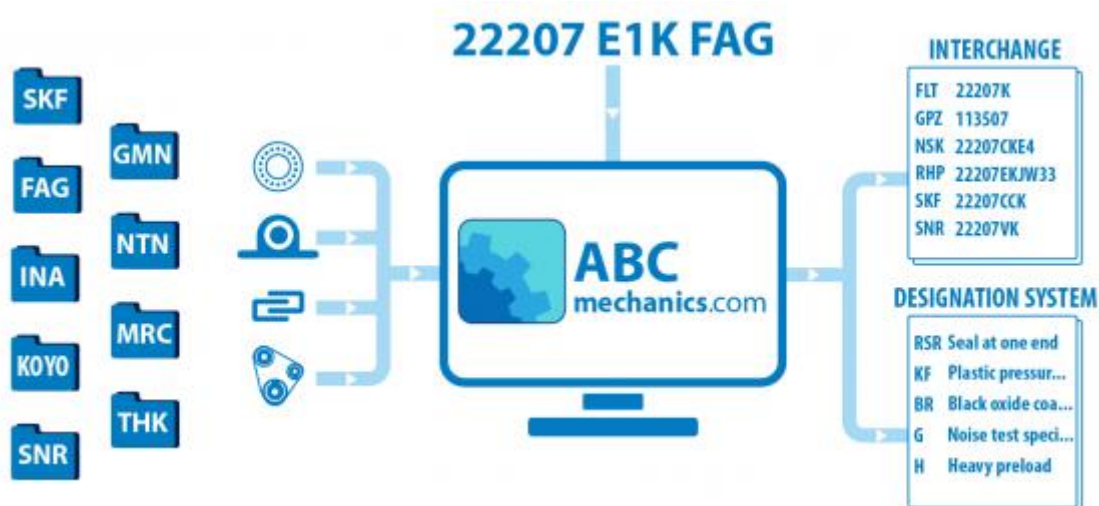 22207 E1K FAG
SKF
FAG
INA
KOYO
SNR
GMN
NTN
MRC
THK
ABC
mechanics.com
INTERCHANGE
FLT 22207K
GPZ 113507
NSK 22207CKE4
RHP 22207EKJW33
SKF 22207CCK
SNR 22207VK
DESIGNATION SYSTEM
RSR Seal at one end
KF Plastic pressur...
BR Black oxide coa...
G Noise test speci...
H Heavy preload